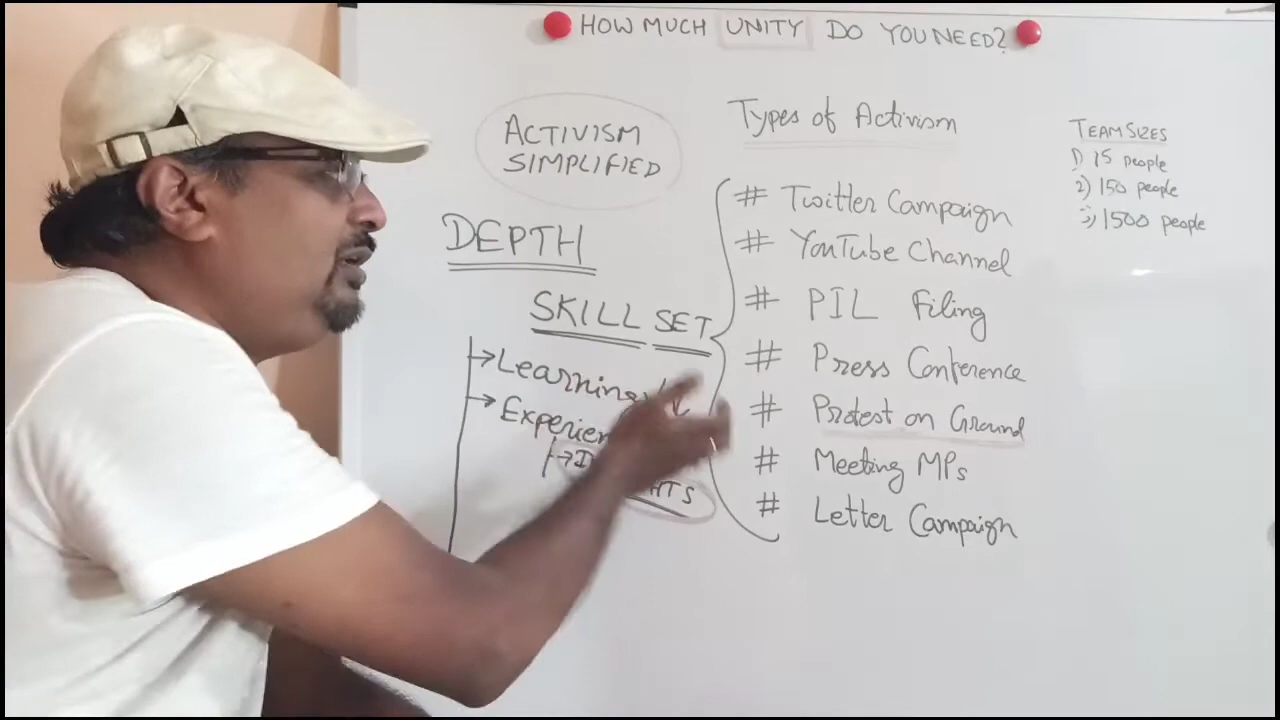 HOW MUCH UNITY DO YOU NEED?
ACTIVISM
SIMPLIFIED
DEPTH
SKILL SET
Learning
Types of Activism
# Twitter Campaign
# YouTube Channel
# PIL Filing
# Press Conference
# Protest on Ground
# Meeting MPs
# Letter Campaign
TEAM SIZES
1) 15 people
2) 150 people
3) 1500 people